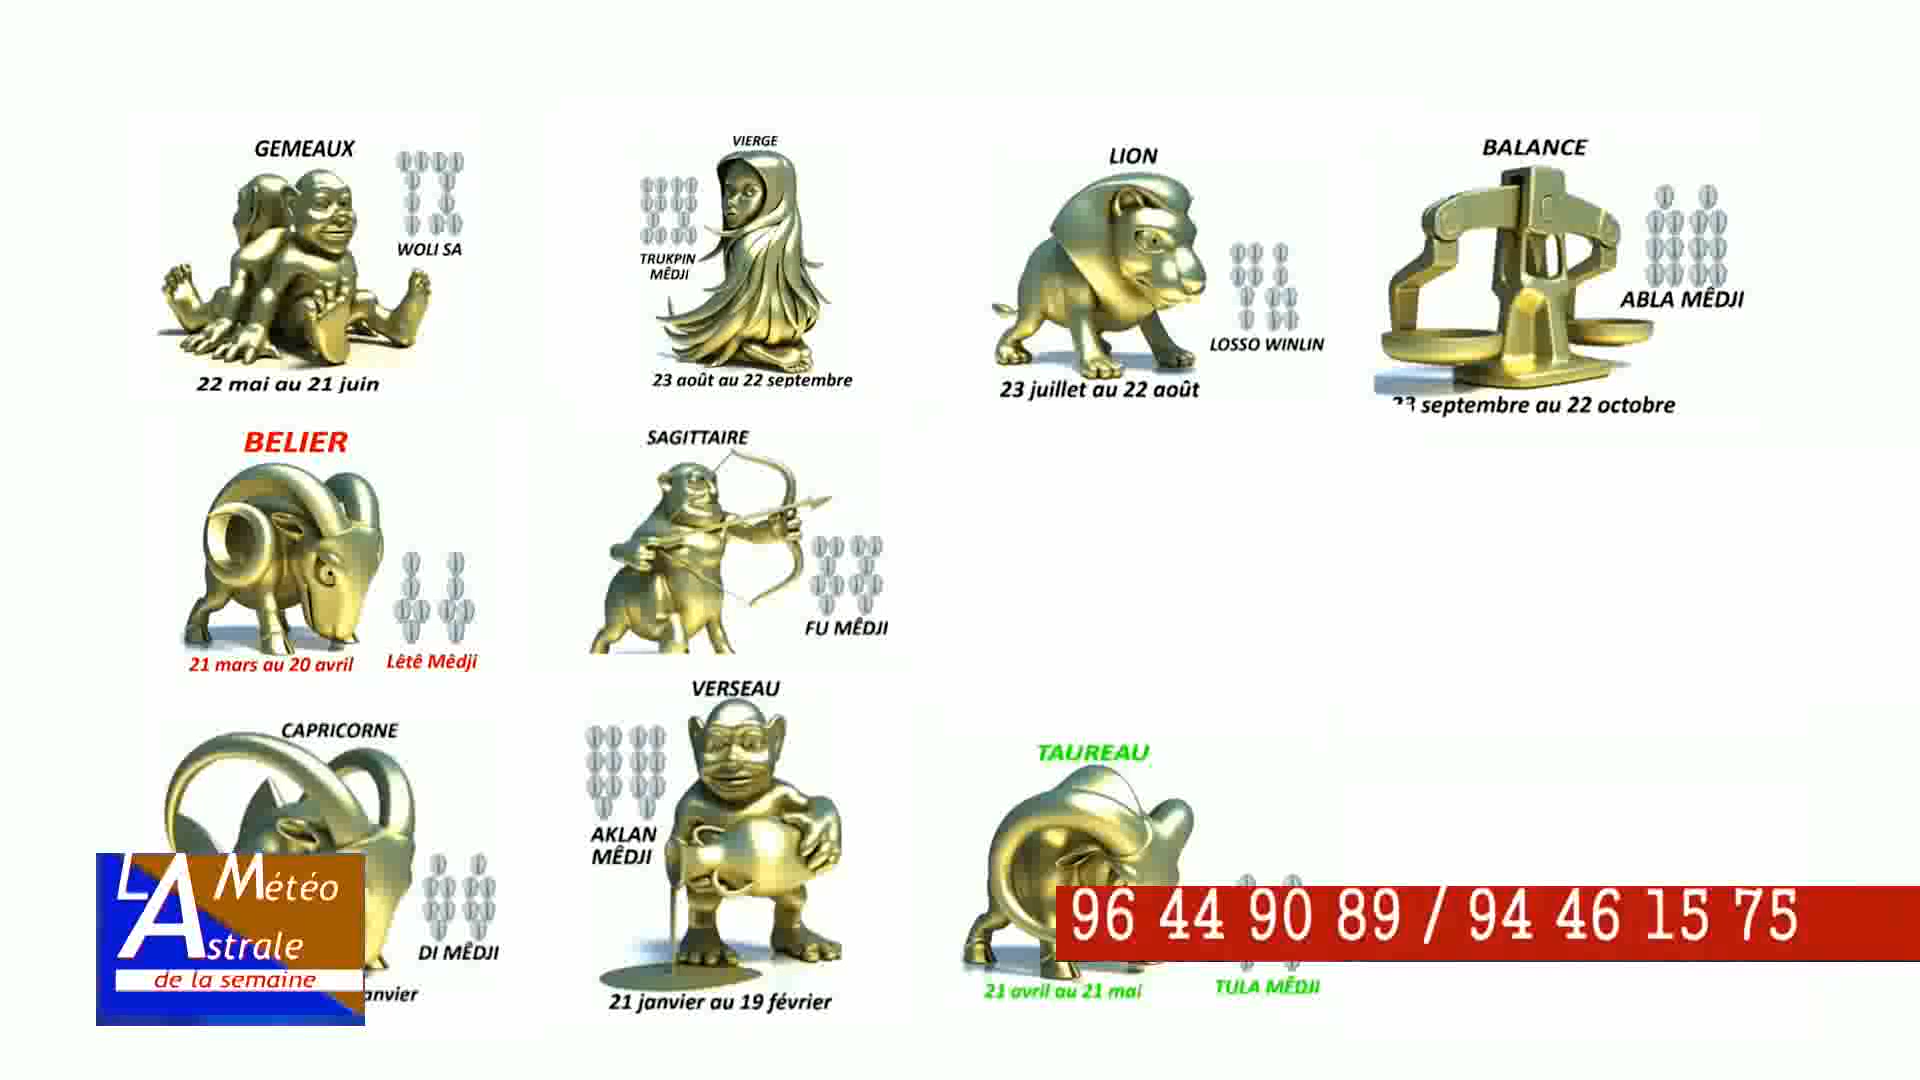 GEMEAUX
WOLI SA
22 mai au 21 juin
VIERGE
TRUKPIN
MÊDJI
23 août au 22 septembre
LION
LOSSO WINLIN
23 juillet au 22 août
BALANCE
ABLA MÊDJI
23 septembre au 22 octobre
BELIER
21 mars au 20 avril
Lêtê Mêdji
SAGITTAIRE
FU MÊDJI
CAPRICORNE
DI MÊDJI
anvier
VERSEAU
AKLAN
MÊDJI
21 janvier au 19 février
TAUREAU
21 avril au 21 mai
TULA MÊDJI
LA Météo
Astrale
de la semaine
96 44 90 89 / 94 46 15 75